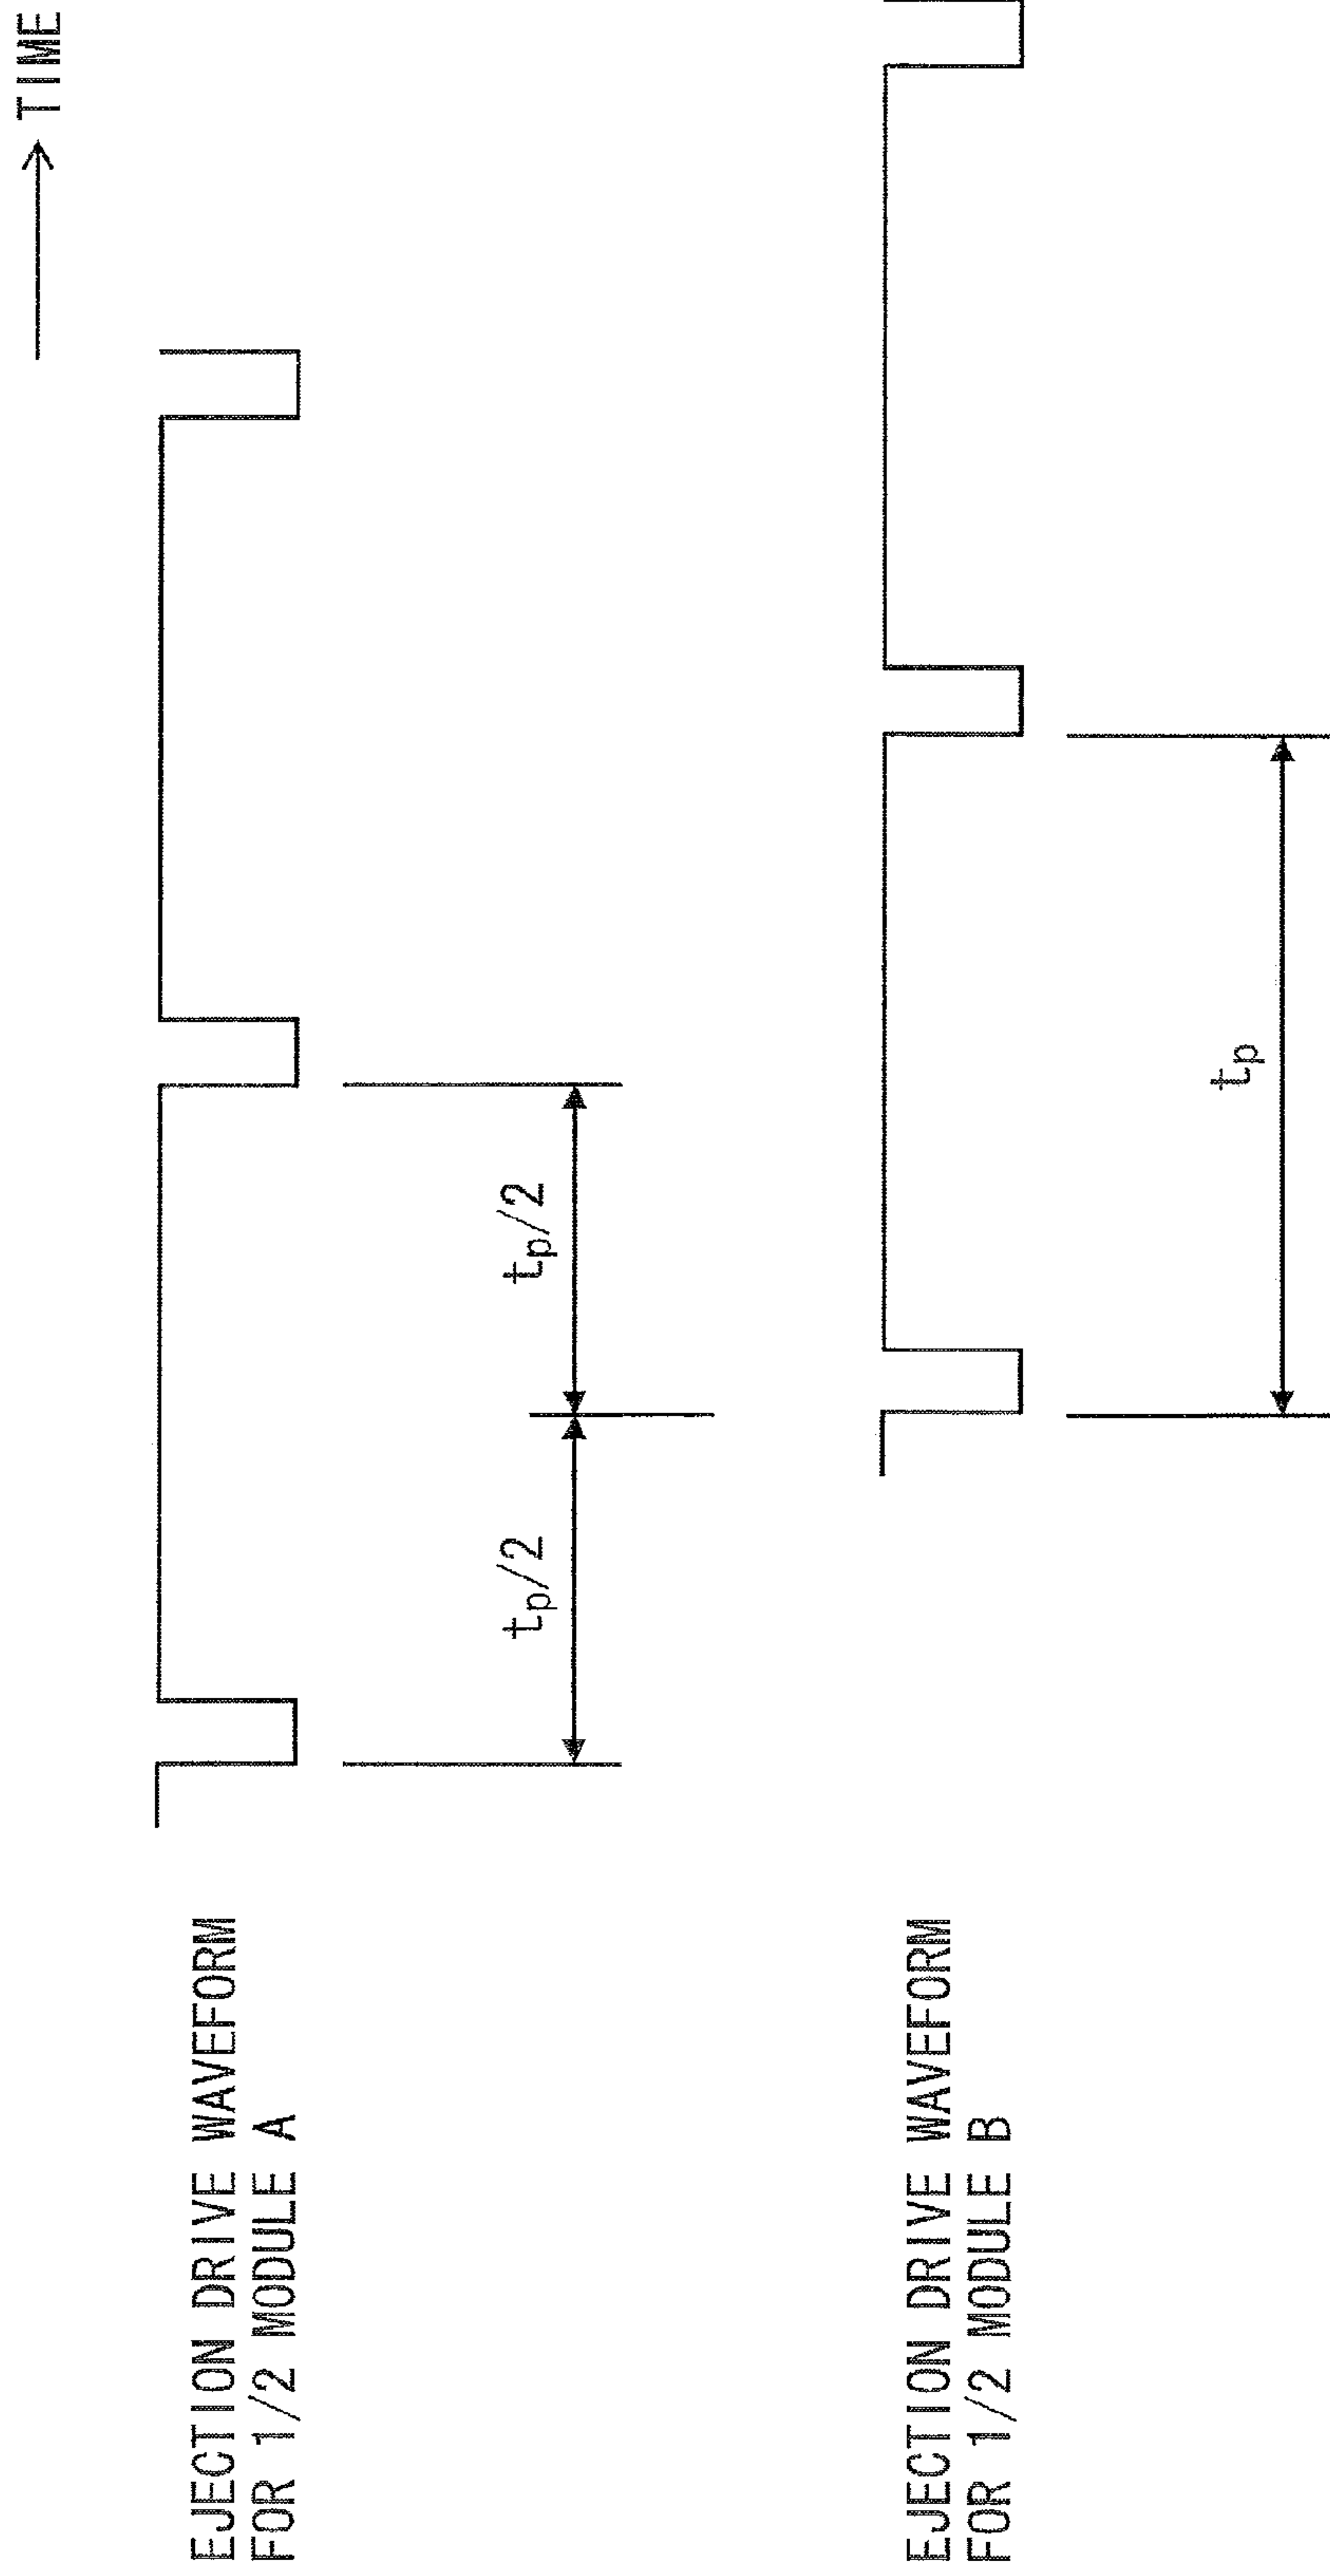 TIME
EJECTION DRIVE WAVEFORM
FOR 1/2 MODULE A
tp/2
tp/2
EJECTION DRIVE WAVEFORM
FOR 1/2 MODULE B
tp